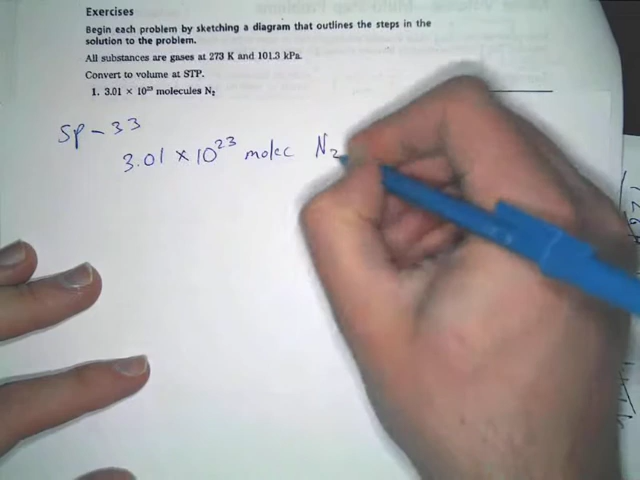 Exercises
Begin each problem by sketching a diagram that outlines the steps in the
solution to the problem.
All substances are gases at 273 K and 101.3 kPa.
Convert to volume at STP.
1. 3.01 × 10²³ molecules N₂
SP-33
3.01 × 10²³ molec N₂